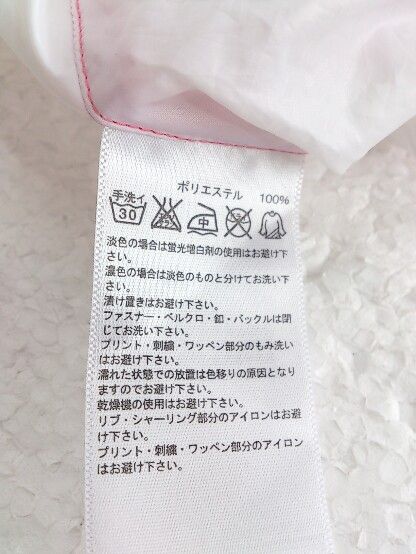 ポリエステル 100%
手洗イ
30
中
淡色の場合は蛍光増白剤の使用はお避け下
さい。
濃色の場合は淡色のものと分けてお洗い下
さい。
漬け置きはお避け下さい。
ファスナー・ベルクロ・釦・バックルは閉
じてお洗い下さい。
プリント・刺繍・ワッペン部分のもみ洗い
はお避け下さい。
濡れた状態での放置は色移りの原因となり
ますのでお避け下さい。
乾燥機の使用はお避け下さい。
リブ・シャーリング部分のアイロンはお避
け下さい。
プリント・刺繍・ワッペン部分のアイロン
はお避け下さい。